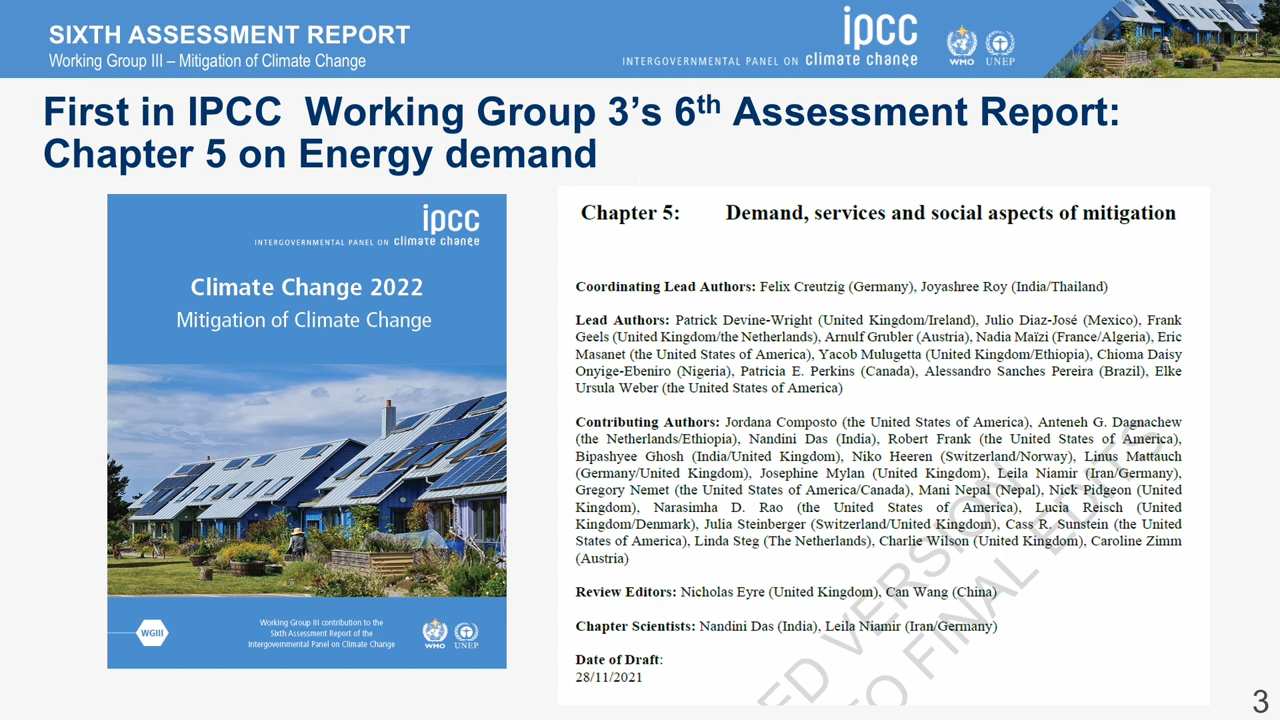 SIXTH ASSESSMENT REPORT
Working Group III – Mitigation of Climate Change
ipcc
INTERGOVERNMENTAL PANEL ON climate change
WMO
UNEP
First in IPCC Working Group 3's 6th Assessment Report:
Chapter 5 on Energy demand
ipcc
INTERGOVERNMENTAL PANEL ON climate change
Climate Change 2022
Mitigation of Climate Change
WGIII
Working Group III contribution to the
Sixth Assessment Report of the
Intergovernmental Panel on Climate Change
WMO
UNEP
Chapter 5: Demand, services and social aspects of mitigation
Coordinating Lead Authors: Felix Creutzig (Germany), Joyashree Roy (India/Thailand)
Lead Authors: Patrick Devine-Wright (United Kingdom/Ireland), Julio Diaz-José (Mexico), Frank
Geels (United Kingdom/the Netherlands), Arnulf Grubler (Austria), Nadia Maïzi (France/Algeria), Eric
Masanet (the United States of America), Yacob Mulugetta (United Kingdom/Ethiopia), Chioma Daisy
Onyige-Ebeniro (Nigeria), Patricia E. Perkins (Canada), Alessandro Sanches Pereira (Brazil), Elke
Ursula Weber (the United States of America)
Contributing Authors: Jordana Composto (the United States of America), Anteneh G. Dagnachew
(the Netherlands/Ethiopia), Nandini Das (India), Robert Frank (the United States of America),
Bipashyee Ghosh (India/United Kingdom), Niko Heeren (Switzerland/Norway), Linus Mattauch
(Germany/United Kingdom), Josephine Mylan (United Kingdom), Leila Niamir (Iran/Germany),
Gregory Nemet (the United States of America/Canada), Mani Nepal (Nepal), Nick Pidgeon (United
Kingdom), Narasimha D. Rao (the United States of America), Lucia Reisch (United
Kingdom/Denmark), Julia Steinberger (Switzerland/United Kingdom), Cass R. Sunstein (the United
States of America), Linda Steg (The Netherlands), Charlie Wilson (United Kingdom), Caroline Zimm
(Austria)
Review Editors: Nicholas Eyre (United Kingdom), Can Wang (China)
Chapter Scientists: Nandini Das (India), Leila Niamir (Iran/Germany)
Date of Draft:
28/11/2021
ED VERSION
TO FINAL EDITS
3